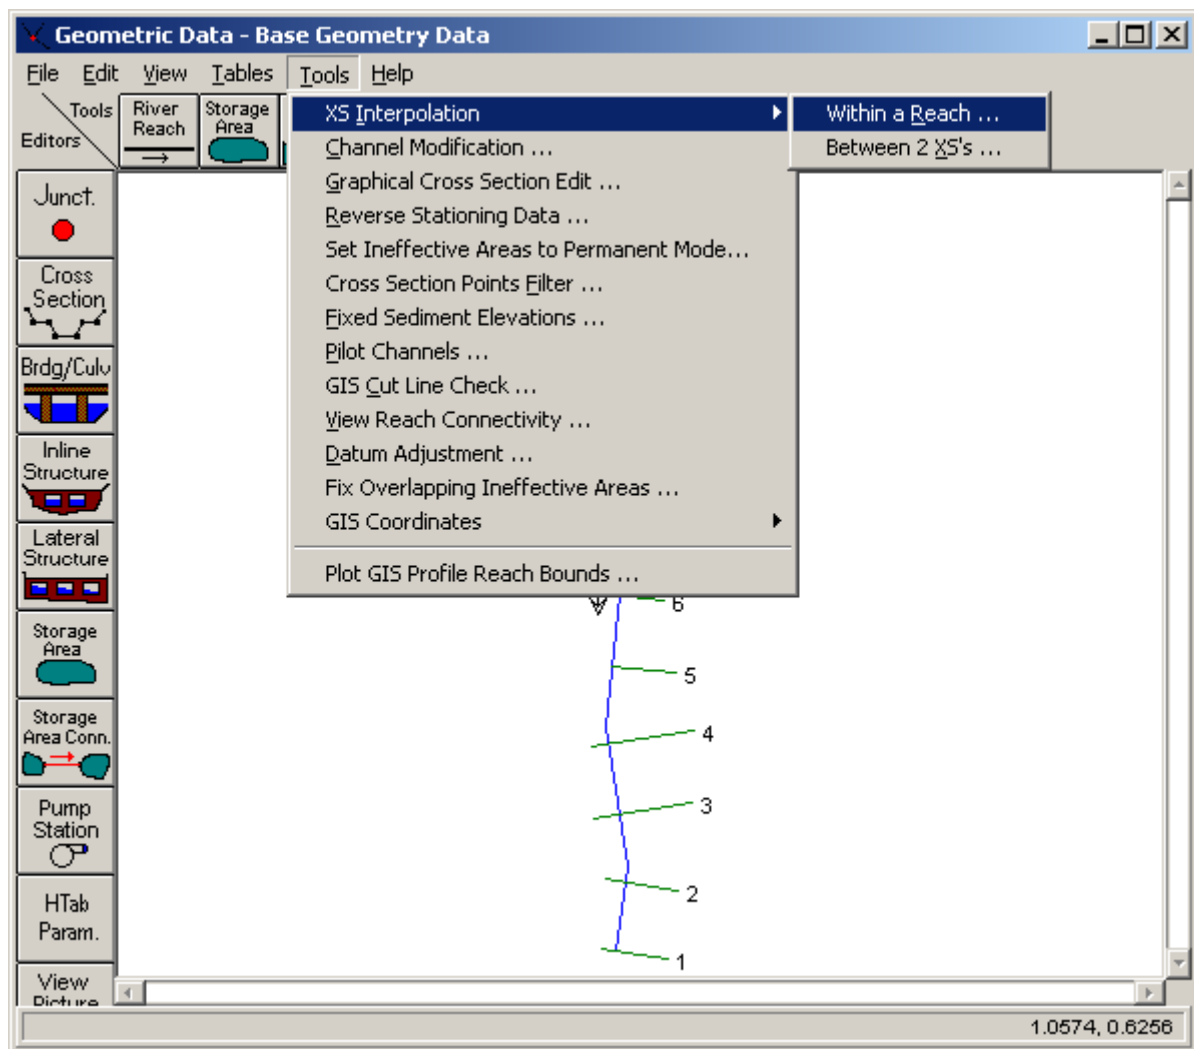 Geometric Data - Base Geometry Data
File Edit View Tables Tools Help
Tools
Editors
River
Reach
Storage
Area
XS Interpolation
Channel Modification ...
Graphical Cross Section Edit ...
Reverse Stationing Data ...
Set Ineffective Areas to Permanent Mode...
Cross Section Points Filter ...
Fixed Sediment Elevations ...
Pilot Channels ...
GIS Cut Line Check ...
View Reach Connectivity ...
Datum Adjustment ...
Fix Overlapping Ineffective Areas ...
GIS Coordinates
Plot GIS Profile Reach Bounds ...
Within a Reach ...
Between 2 XS's ...
Junct.
Cross
Section
Brdg/Culv
Inline
Structure
Lateral
Structure
Storage
Area
Storage
Area Conn.
Pump
Station
HTab
Param.
View
Picture
6
5
4
3
2
1
1.0574, 0.6256